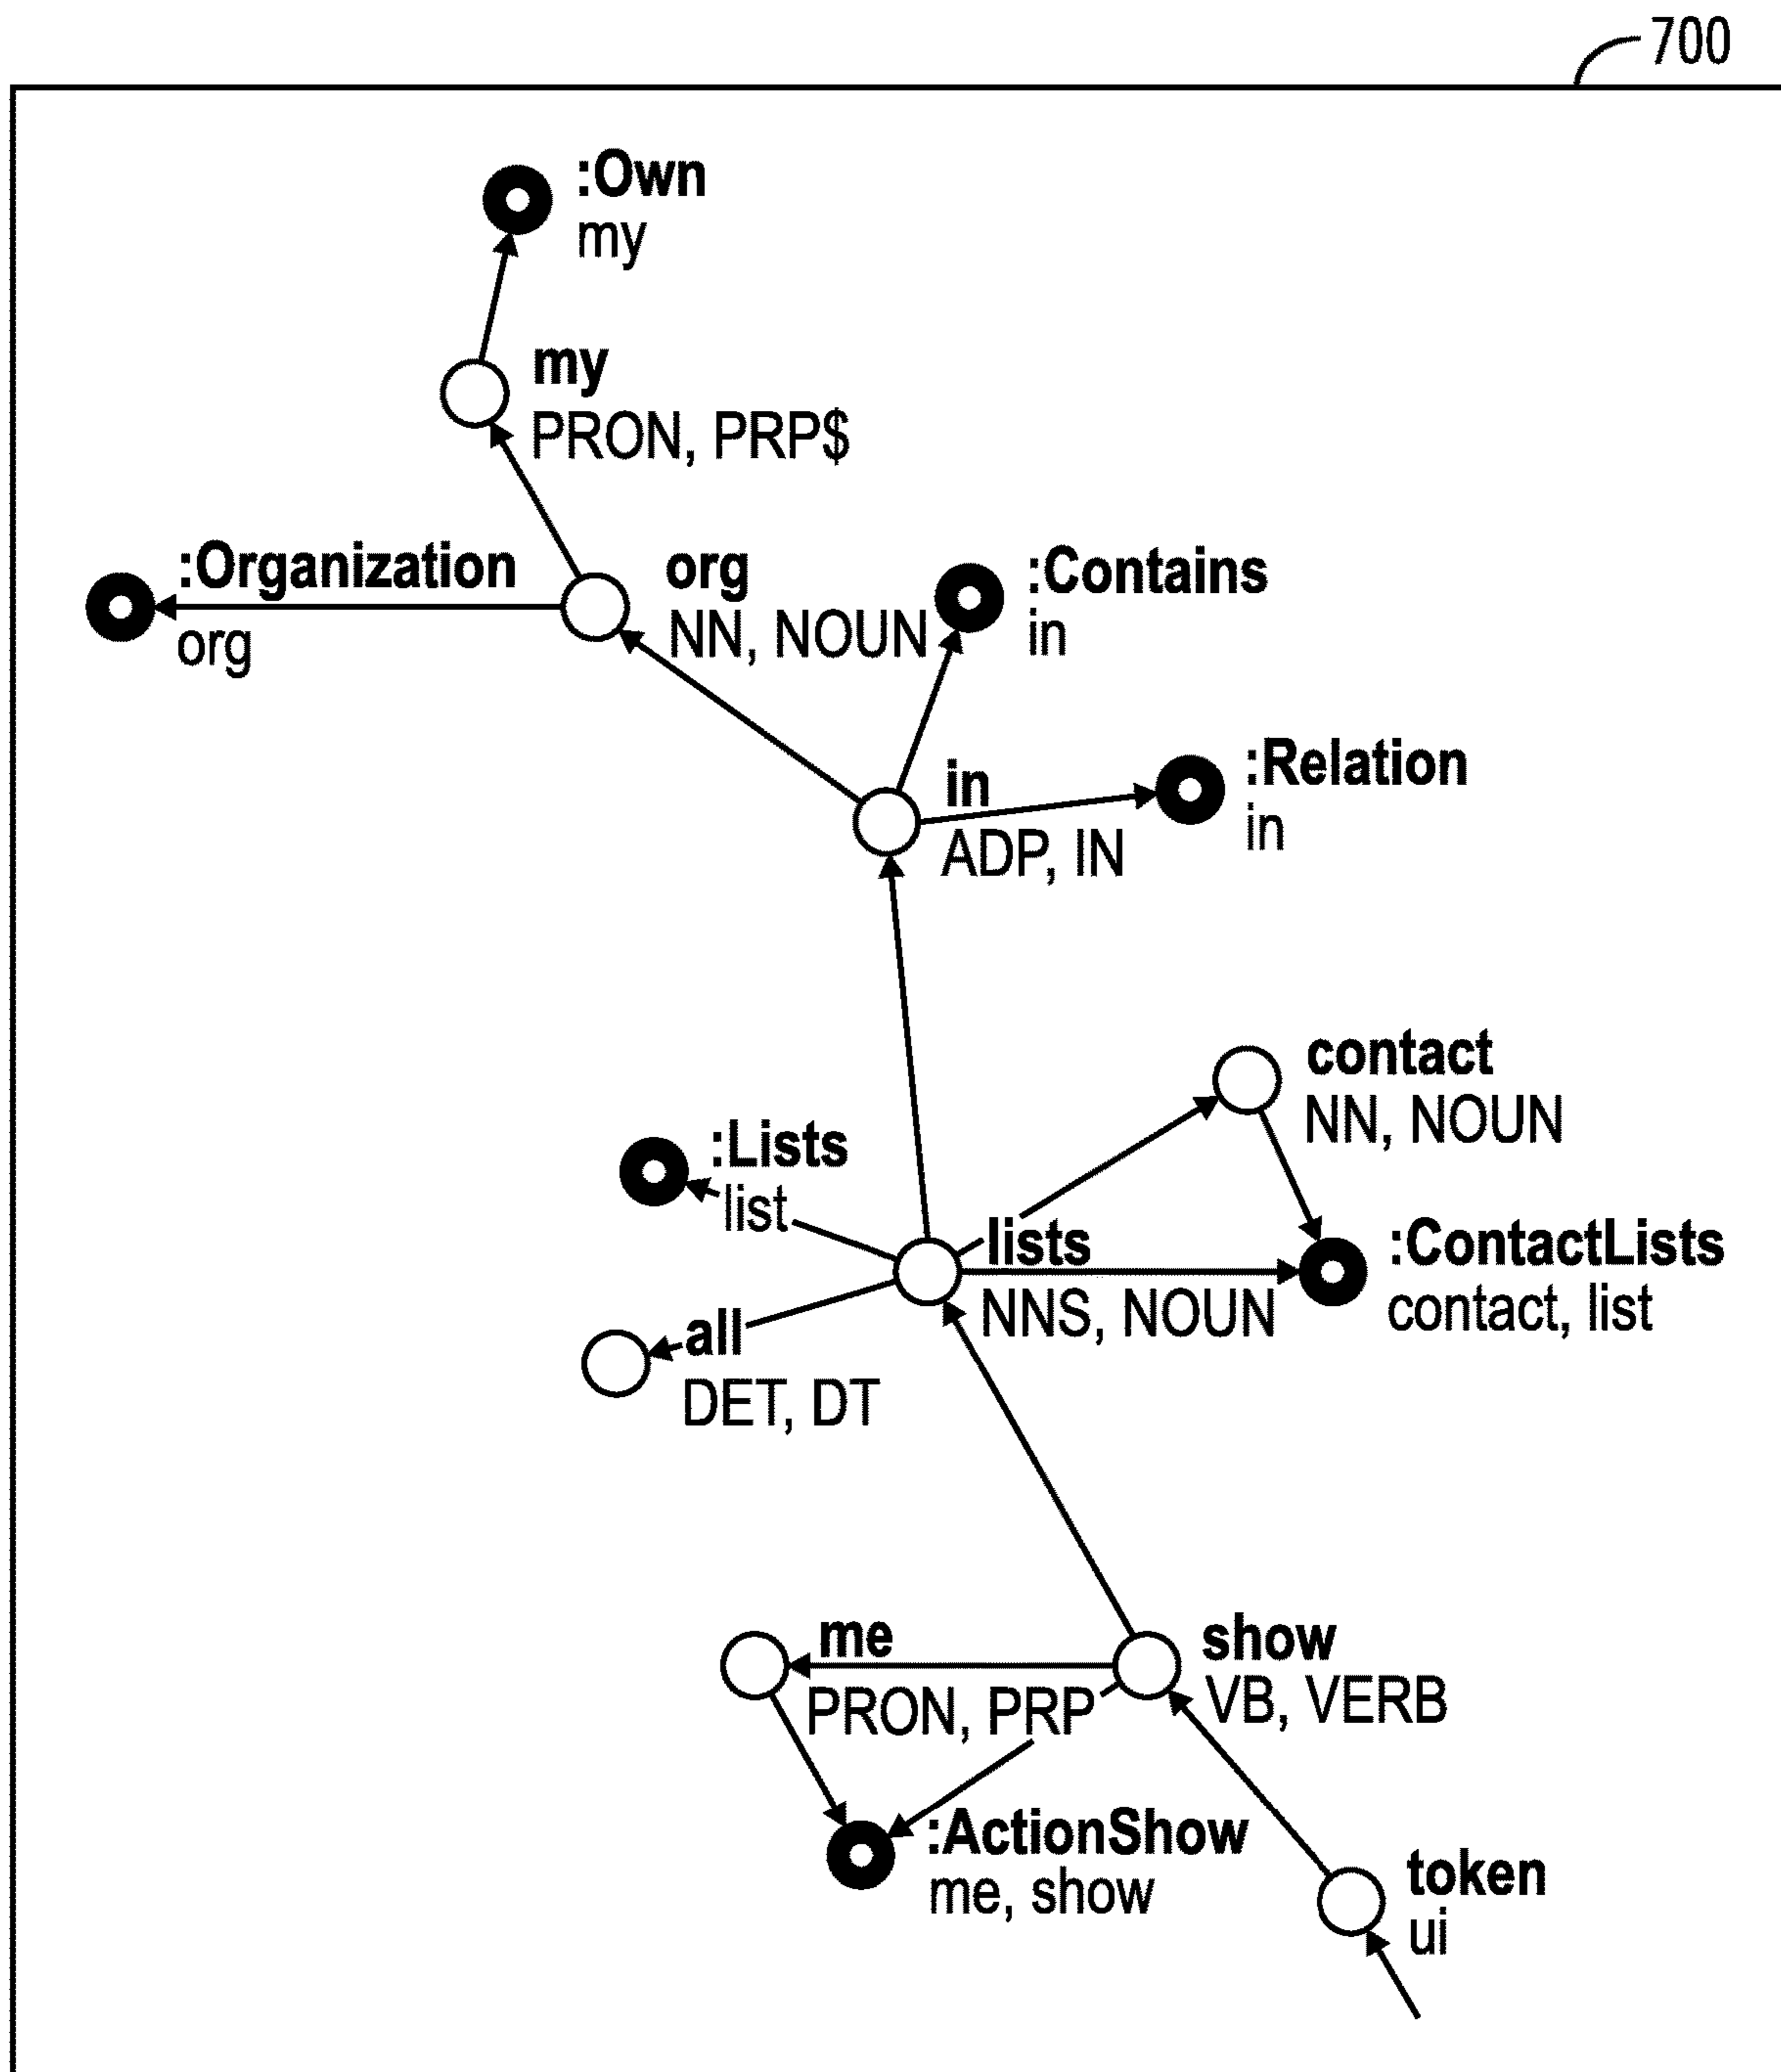 700
:Own
my
my
PRON, PRP$
:Organization
org
org
NN, NOUN
:Contains
in
in
ADP, IN
:Relation
in
contact
NN, NOUN
:Lists
list
lists
NNS, NOUN
:ContactLists
contact, list
all
DET, DT
me
PRON, PRP
show
VB, VERB
:ActionShow
me, show
token
ui